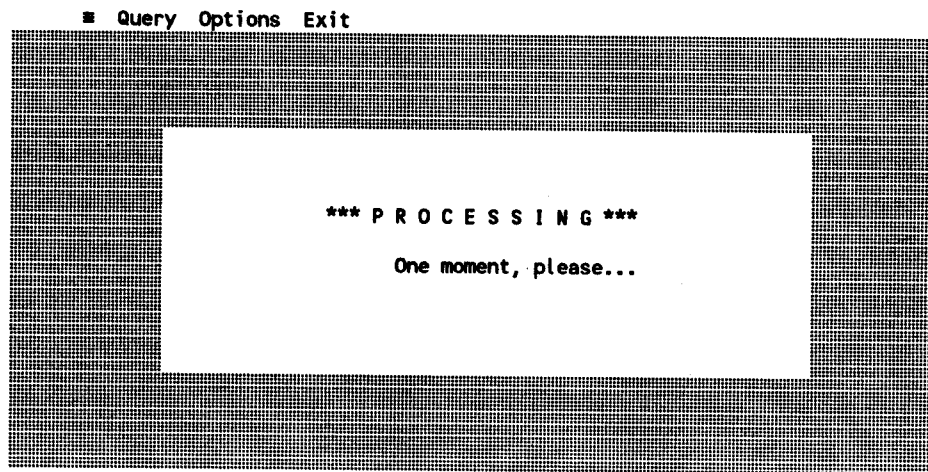 ≡ Query Options Exit
*** P R O C E S S I N G ***
One moment, please...